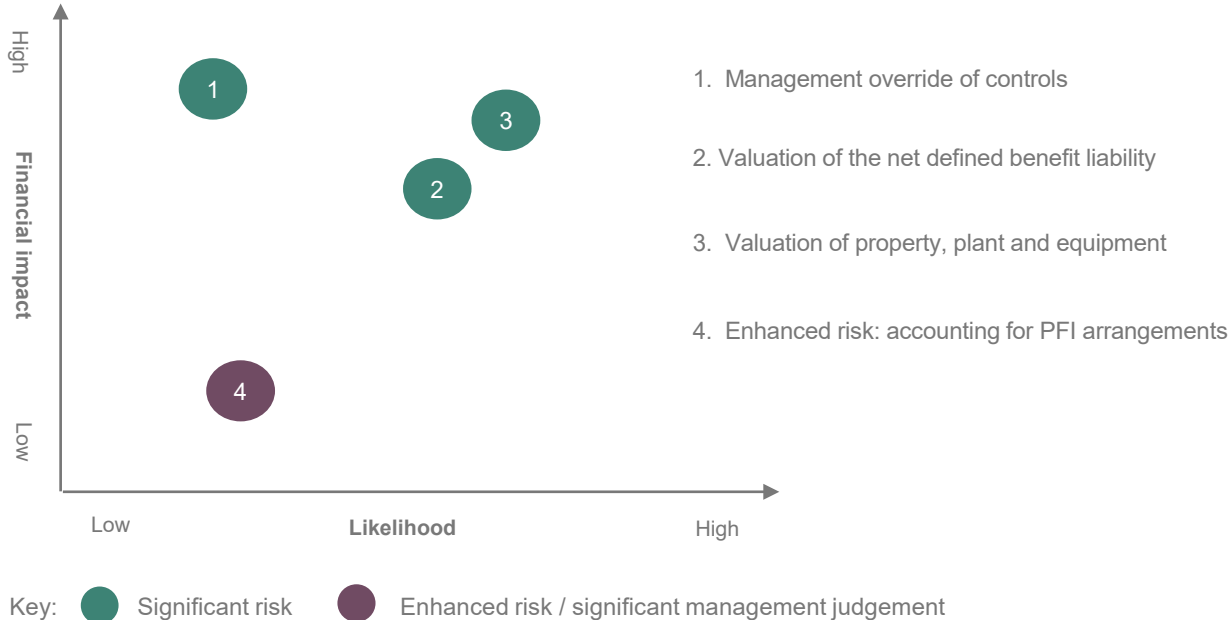 High
Financial impact
Low
1
3
2
4
Low
Likelihood
High
1. Management override of controls
2. Valuation of the net defined benefit liability
3. Valuation of property, plant and equipment
4. Enhanced risk: accounting for PFI arrangements
Key:
Significant risk
Enhanced risk / significant management judgement